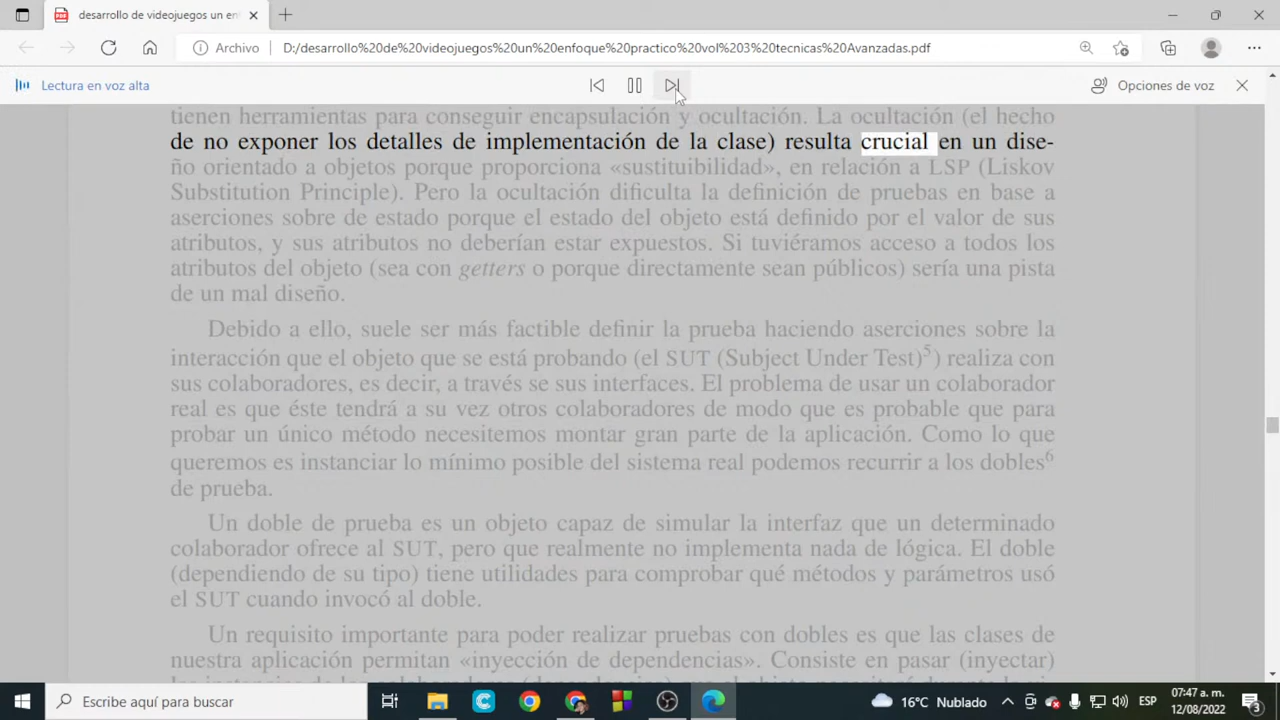 desarrollo de videojuegos un enf
Archivo
D:/desarrollo%20de%20videojuegos%20un%20enfoque%20practico%20vol%203%20tecnicas%20Avanzadas.pdf
Lectura en voz alta
Opciones de voz
tienen herramientas para conseguir encapsulación y ocultación. La ocultación (el hecho
de no exponer los detalles de implementación de la clase) resulta crucial en un dise-
ño orientado a objetos porque proporciona «sustituibilidad», en relación a LSP (Liskov
Substitution Principle). Pero la ocultación dificulta la definición de pruebas en base a
aserciones sobre de estado porque el estado del objeto está definido por el valor de sus
atributos, y sus atributos no deberían estar expuestos. Si tuviéramos acceso a todos los
atributos del objeto (sea con getters o porque directamente sean públicos) sería una pista
de un mal diseño.
Debido a ello, suele ser más factible definir la prueba haciendo aserciones sobre la
interacción que el objeto que se está probando (el SUT (Subject Under Test)5) realiza con
sus colaboradores, es decir, a través se sus interfaces. El problema de usar un colaborador
real es que éste tendrá a su vez otros colaboradores de modo que es probable que para
probar un único método necesitemos montar gran parte de la aplicación. Como lo que
queremos es instanciar lo mínimo posible del sistema real podemos recurrir a los dobles6
de prueba.
Un doble de prueba es un objeto capaz de simular la interfaz que un determinado
colaborador ofrece al SUT, pero que realmente no implementa nada de lógica. El doble
(dependiendo de su tipo) tiene utilidades para comprobar qué métodos y parámetros usó
el SUT cuando invocó al doble.
Un requisito importante para poder realizar pruebas con dobles es que las clases de
nuestra aplicación permitan «inyección de dependencias». Consiste en pasar (inyectar)
Escribe aquí para buscar
16°C Nublado
ESP
07:47 a. m.
12/08/2022
3